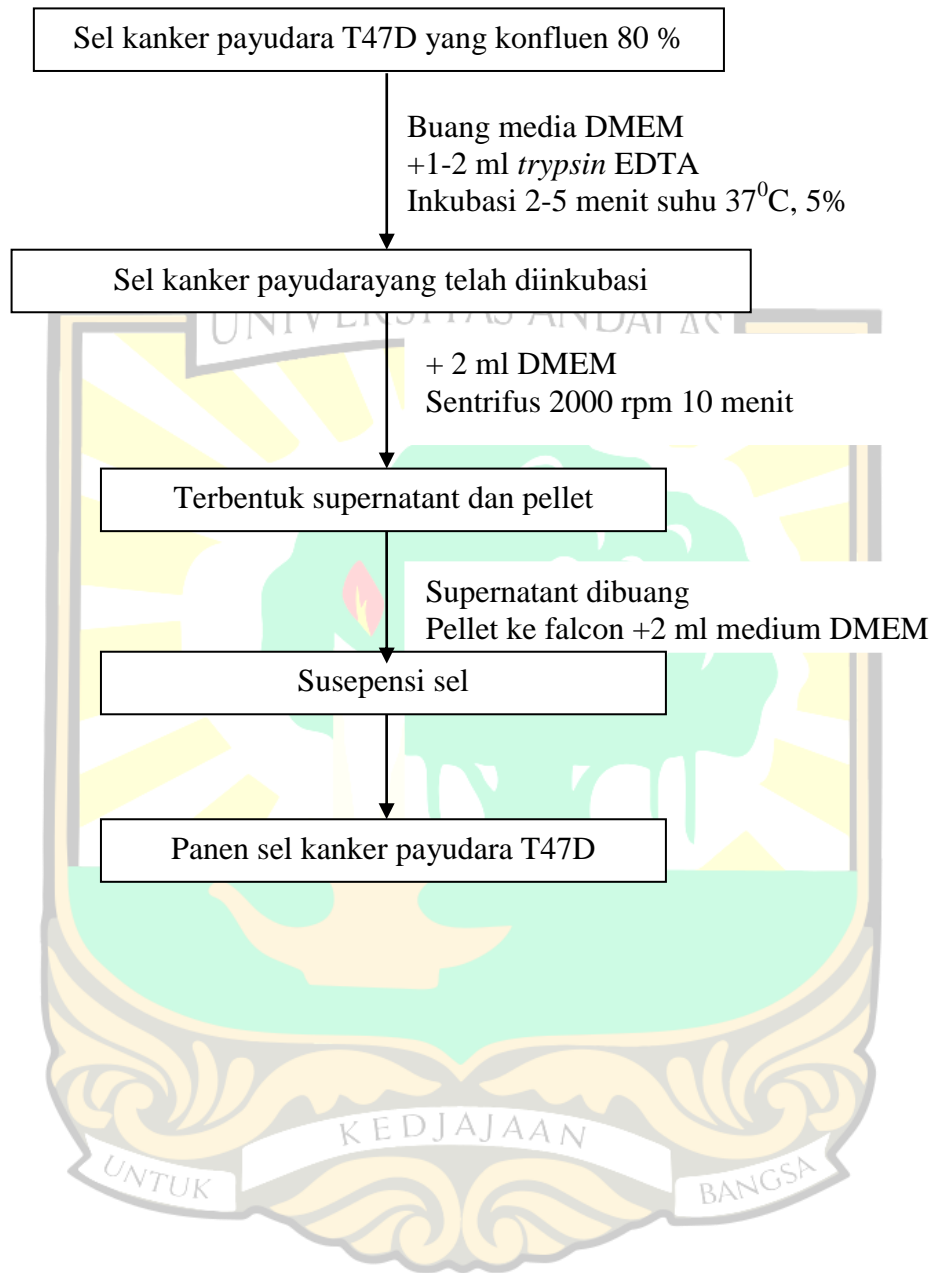 Sel kanker payudara T47D yang konfluen 80 %
Buang media DMEM
+1-2 ml trypsin EDTA
Inkubasi 2-5 menit suhu 37⁰C, 5%
Sel kanker payudarayang telah diinkubasi
UNIVERSITAS ANDALAS
+ 2 ml DMEM
Sentrifus 2000 rpm 10 menit
Terbentuk supernatant dan pellet
Supernatant dibuang
Pellet ke falcon +2 ml medium DMEM
Susepensi sel
Panen sel kanker payudara T47D
KEDJAJAAN
UNTUK
BANGSA